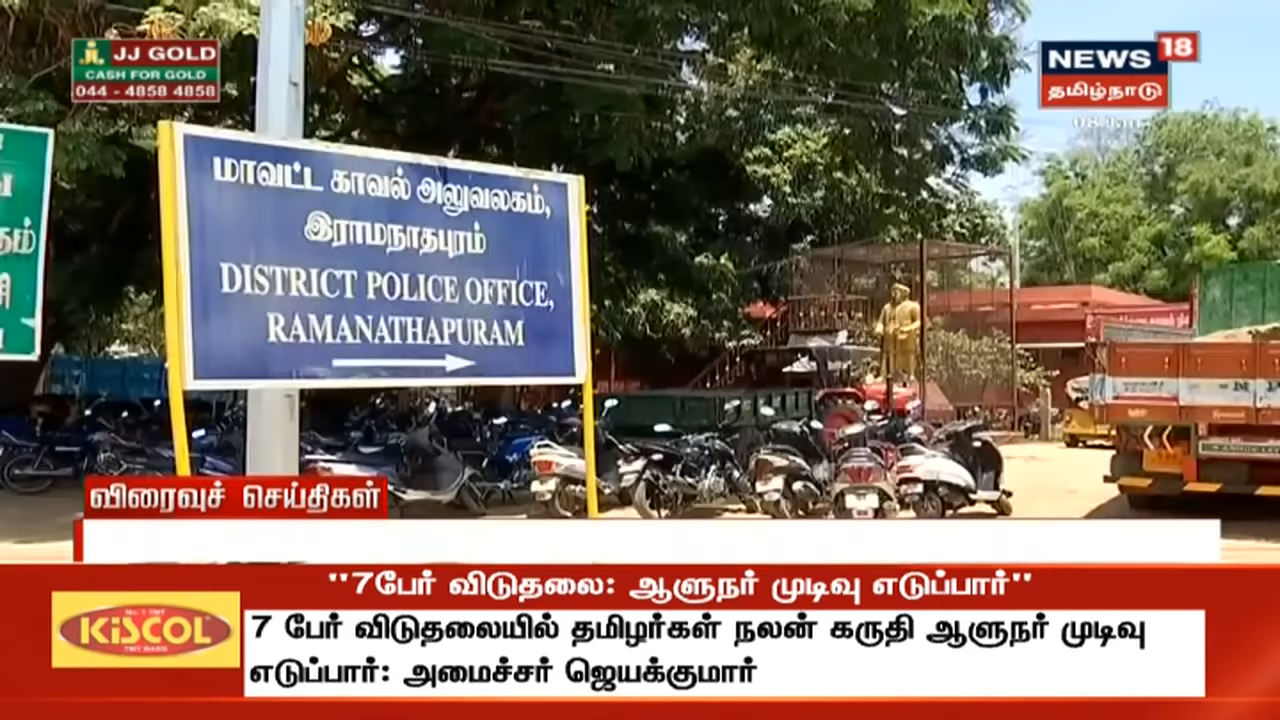 JJ GOLD
CASH FOR GOLD
044 - 4858 4858
NEWS 18
தமிழ்நாடு
மாவட்ட காவல் அலுவலகம்,
இராமநாதபுரம்
DISTRICT POLICE OFFICE,
RAMANATHAPURAM
விரைவுச் செய்திகள்
"7பேர் விடுதலை: ஆளுநர் முடிவு எடுப்பார்"
KiSCOL
TMT BARS
7 பேர் விடுதலையில் தமிழர்கள் நலன் கருதி ஆளுநர் முடிவு
எடுப்பார்: அமைச்சர் ஜெயக்குமார்